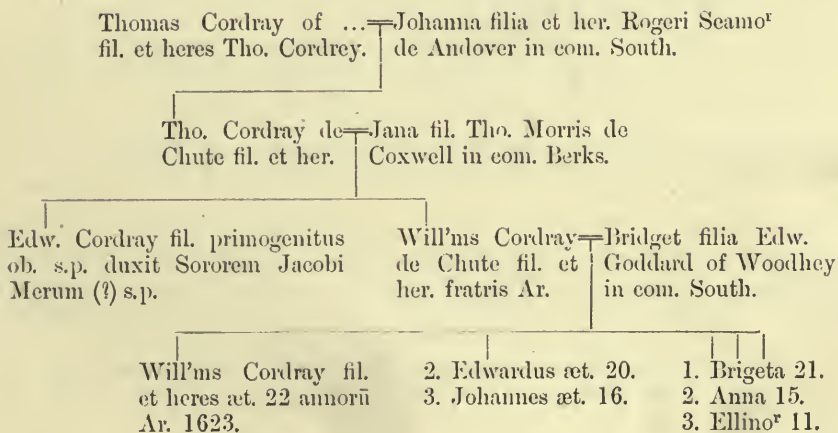 Thomas Cordray of ...
fil. et heres Tho. Cordrey.
Johanna filia et her. Rogeri Seamoʳ
de Andover in com. South.
Tho. Cordray de
Chute fil. et her.
Jana fil. Tho. Morris de
Coxwell in com. Berks.
Edw. Cordray fil. primogenitus
ob. s.p. duxit Sororem Jacobi
Merum (?) s.p.
Will'ms Cordray
de Chute fil. et
her. fratris Ar.
Bridget filia Edw.
Goddard of Woodhey
in com. South.
Will'ms Cordray fil.
et heres æt. 22 annorū
Ar. 1623.
2. Edwardus æt. 20.
3. Johannes æt. 16.
1. Brigeta 21.
2. Anna 15.
3. Ellinoʳ 11.